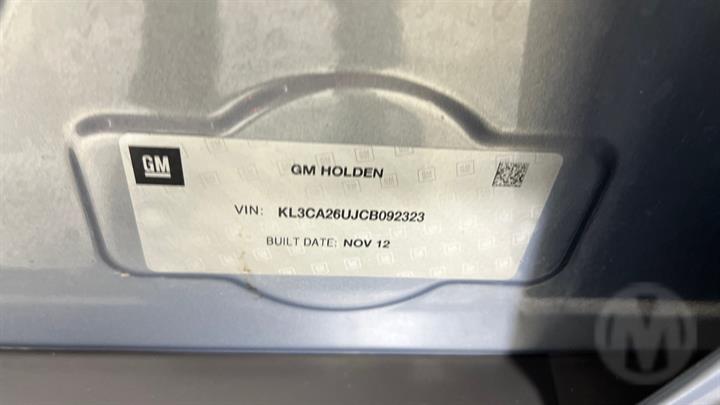 GM
GM HOLDEN
VIN: KL3CA26UJCB092323
BUILT DATE: NOV 12
M